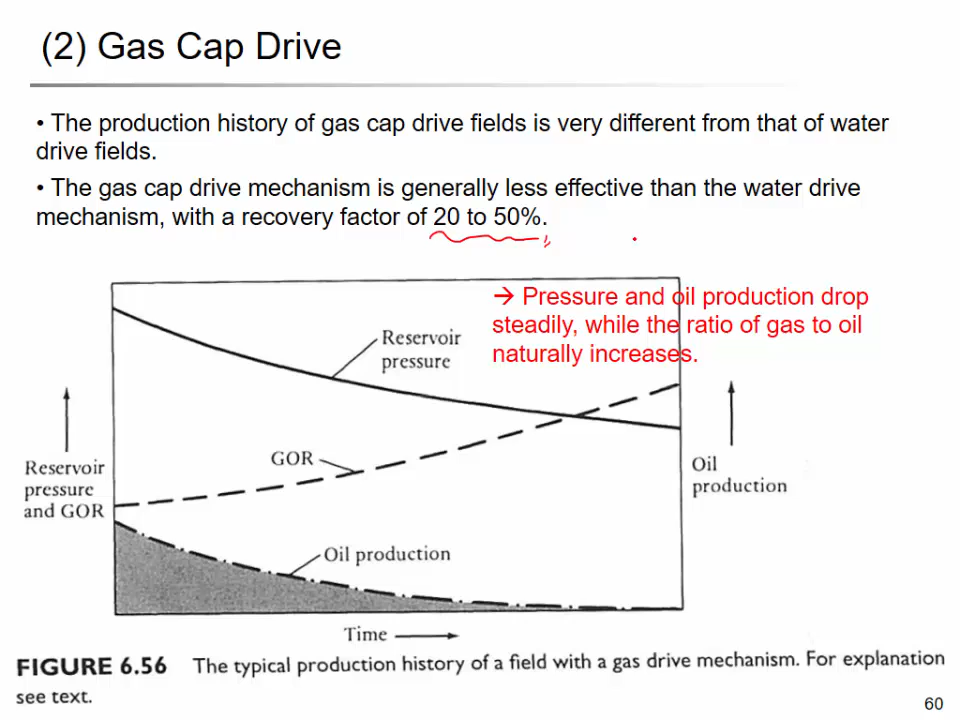 (2) Gas Cap Drive
• The production history of gas cap drive fields is very different from that of water
drive fields.
• The gas cap drive mechanism is generally less effective than the water drive
mechanism, with a recovery factor of 20 to 50%.
→ Pressure and oil production drop
steadily, while the ratio of gas to oil
naturally increases.
Reservoir
pressure
GOR
Reservoir
pressure
and GOR
Oil
production
Oil production
Time
FIGURE 6.56 The typical production history of a field with a gas drive mechanism. For explanation
see text.
60